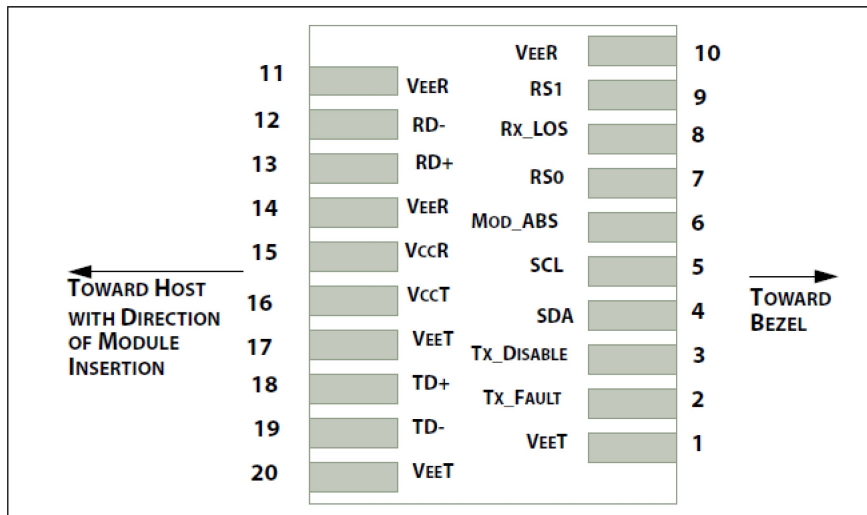 11 VEER
12 RD-
13 RD+
14 VEER
15 VCCR
16 VCCT
17 VEET
18 TD+
19 TD-
20 VEET
VEER 10
RS1 9
RX_LOS 8
RS0 7
MOD_ABS 6
SCL 5
SDA 4
TX_DISABLE 3
TX_FAULT 2
VEET 1
TOWARD HOST
WITH DIRECTION
OF MODULE
INSERTION
TOWARD
BEZEL